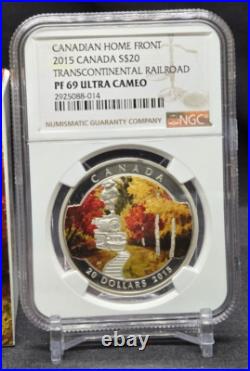 CANADIAN HOME FRONT
2015 CANADA S$20
TRANSCONTINENTAL RAILROAD
PF 69 ULTRA CAMEO
2925088-014
NUMISMATIC GUARANTY COMPANY
NGC
CANADA
20 DOLLARS 2015